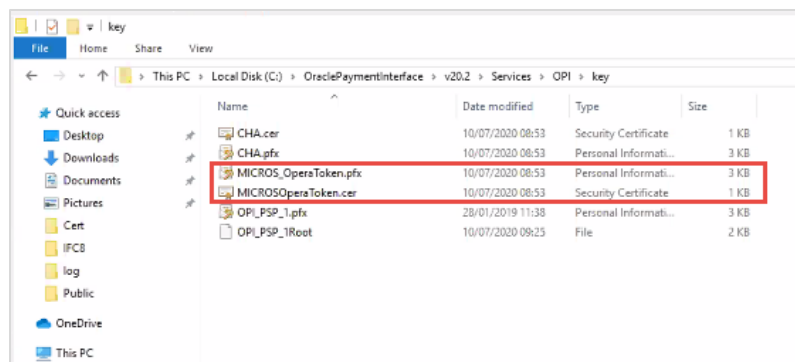 key
File Home Share View
This PC > Local Disk (C:) > OraclePaymentInterface > v20.2 > Services > OPI > key
Quick access
Desktop
Downloads
Documents
Pictures
Cert
IFC8
log
Public
OneDrive
This PC
Name Date modified Type Size
CHA.cer 10/07/2020 08:53 Security Certificate 1 KB
CHA.pfx 10/07/2020 08:53 Personal Informati... 3 KB
MICROS_OperaToken.pfx 10/07/2020 08:53 Personal Informati... 3 KB
MICROSOperaToken.cer 10/07/2020 08:53 Security Certificate 1 KB
OPI_PSP_1.pfx 28/01/2019 11:38 Personal Informati... 3 KB
OPI_PSP_1Root 10/07/2020 09:25 File 2 KB